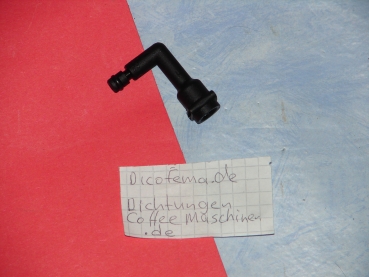 Dicofema.de
Dichtungen
Coffee Maschinen
.de